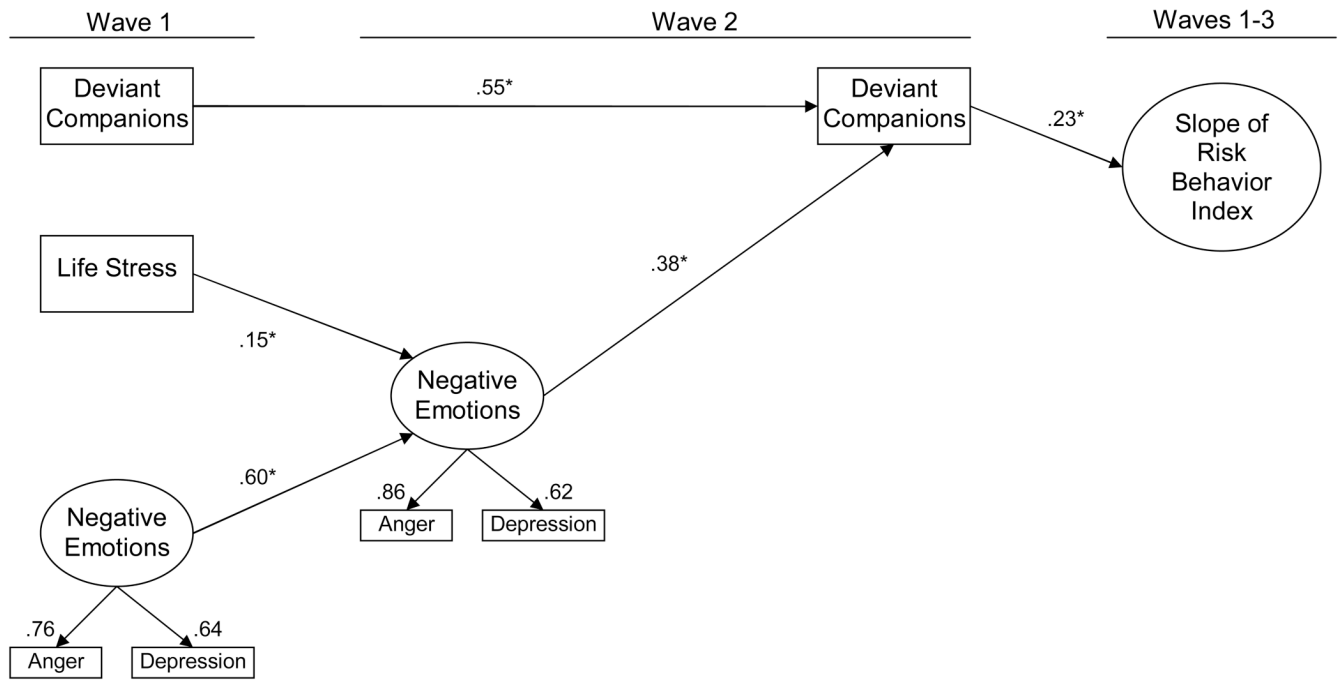 Wave 1
Wave 2
Waves 1-3
Deviant
Companions
.55*
Deviant
Companions
.23*
Slope of
Risk
Behavior
Index
Life Stress
.15*
.38*
Negative
Emotions
.60*
.86
.62
Anger
Depression
Negative
Emotions
.76
.64
Anger
Depression